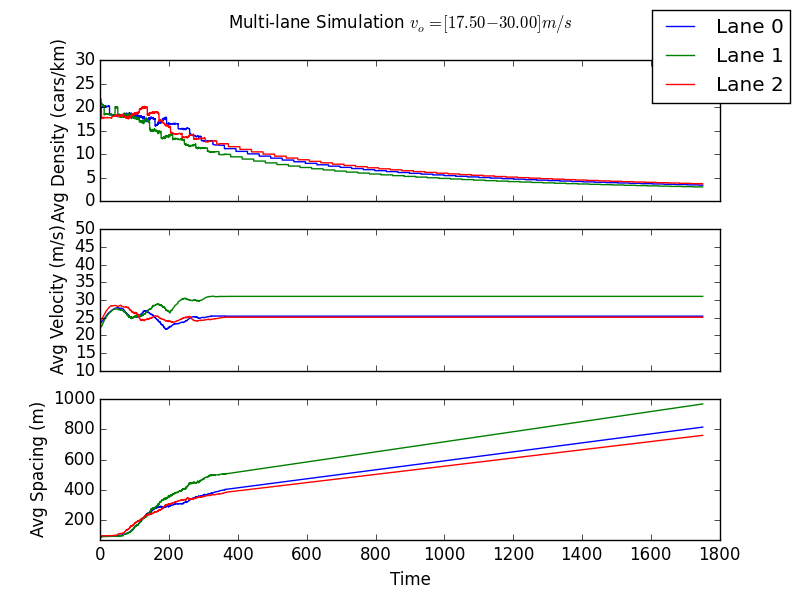 Multi-lane Simulation v_o = [17.50−30.00]m/s
Lane 0
Lane 1
Lane 2
Avg Density (cars/km)
30
25
20
15
10
5
0
Avg Velocity (m/s)
50
45
40
35
30
25
20
15
10
Avg Spacing (m)
1000
800
600
400
200
0 200 400 600 800 1000 1200 1400 1600 1800
Time